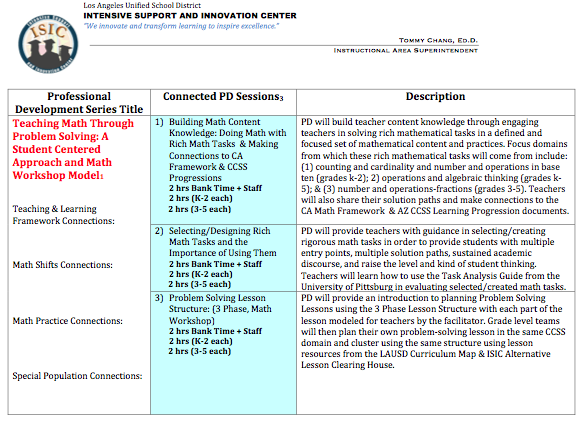 Los Angeles Unified School District
INTENSIVE SUPPORT AND INNOVATION CENTER
"We innovate and transform learning to inspire excellence."
TOMMY CHANG, ED.D.
INSTRUCTIONAL AREA SUPERINTENDENT
ISIC
Professional
Development Series Title
Connected PD Sessions3
Description
Teaching Math Through
Problem Solving: A
Student Centered
Approach and Math
Workshop Model1
Teaching & Learning
Framework Connections:
Math Shifts Connections:
Math Practice Connections:
Special Population Connections:
1) Building Math Content
Knowledge: Doing Math with
Rich Math Tasks & Making
Connections to CA
Framework & CCSS
Progressions
2 hrs Bank Time + Staff
2 hrs (K-2 each)
2 hrs (3-5 each)
PD will build teacher content knowledge through engaging
teachers in solving rich mathematical tasks in a defined and
focused set of mathematical content and practices. Focus domains
from which these rich mathematical tasks will come from include:
(1) counting and cardinality and number and operations in base
ten (grades k-2); 2) operations and algebraic thinking (grades k-
5); & (3) number and operations-fractions (grades 3-5). Teachers
will also share their solution paths and make connections to the
CA Math Framework & AZ CCSS Learning Progression documents.
2) Selecting/Designing Rich
Math Tasks and the
Importance of Using Them
2 hrs Bank Time + Staff
2 hrs (K-2 each)
2 hrs (3-5 each)
PD will provide teachers with guidance in selecting/creating
rigorous math tasks in order to provide students with multiple
entry points, multiple solution paths, sustained academic
discourse, and raise the level and kind of student thinking.
Teachers will learn how to use the Task Analysis Guide from the
University of Pittsburg in evaluating selected/created math tasks.
3) Problem Solving Lesson
Structure: (3 Phase, Math
Workshop)
2 hrs Bank Time + Staff
2 hrs (K-2 each)
2 hrs (3-5 each)
PD will provide an introduction to planning Problem Solving
Lessons using the 3 Phase Lesson Structure with each part of the
lesson modeled for teachers by the facilitator. Grade level teams
will then plan their own problem-solving lesson in the same CCSS
domain and cluster using the same structure using lesson
resources from the LAUSD Curriculum Map & ISIC Alternative
Lesson Clearing House.